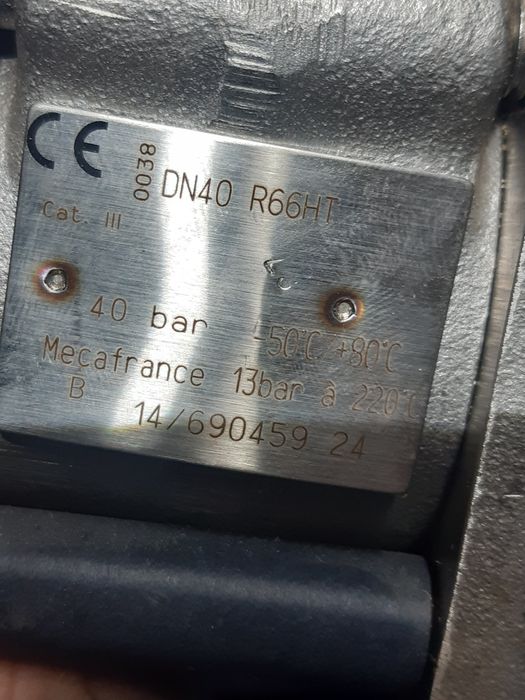 CE 0038 DN40 R66HT
Cat. III
40 bar -50°C/+80°C
Mecafrance 13bar à 220°C
B 14/690459 24